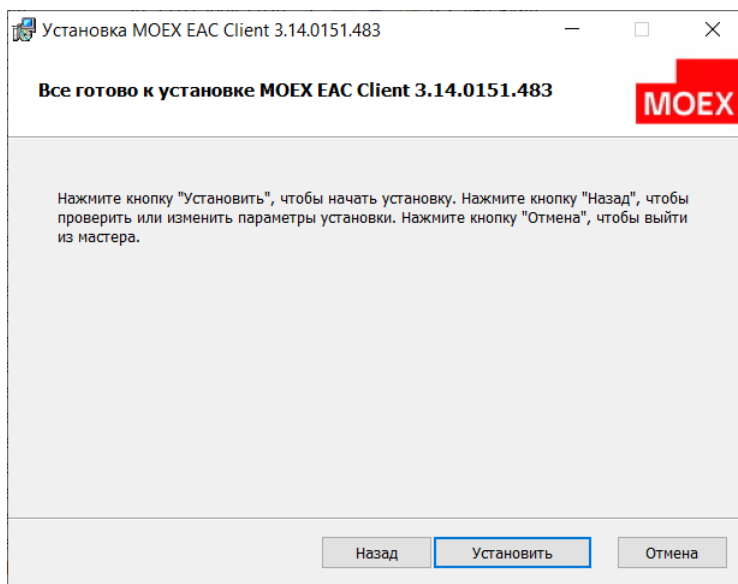 Установка MOEX EAC Client 3.14.0151.483
Все готово к установке MOEX EAC Client 3.14.0151.483
MOEX
Нажмите кнопку "Установить", чтобы начать установку. Нажмите кнопку "Назад", чтобы
проверить или изменить параметры установки. Нажмите кнопку "Отмена", чтобы выйти
из мастера.
Назад
Установить
Отмена